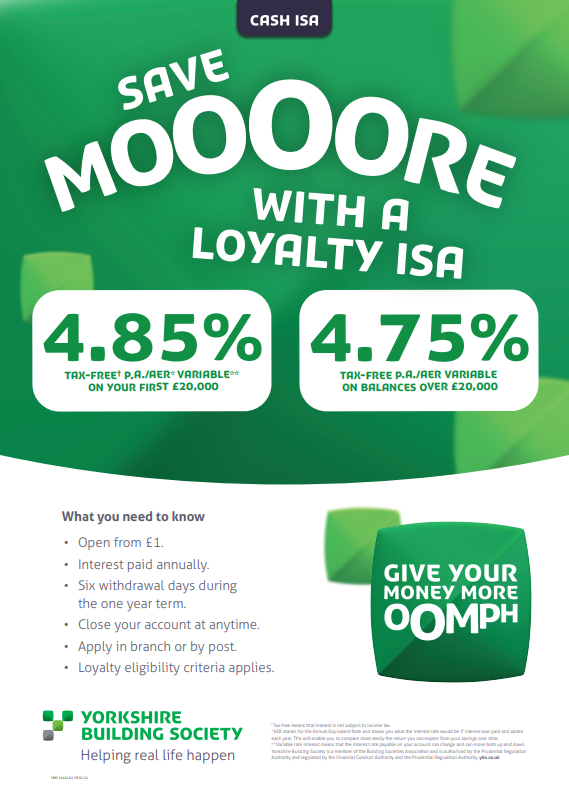 CASH ISA
SAVE
MOOOORE
WITH A
LOYALTY ISA
4.85%
TAX-FREE† P.A./AER* VARIABLE**
ON YOUR FIRST £20,000
4.75%
TAX-FREE P.A./AER VARIABLE
ON BALANCES OVER £20,000
What you need to know
• Open from £1.
• Interest paid annually.
• Six withdrawal days during
the one year term.
• Close your account at anytime.
• Apply in branch or by post.
• Loyalty eligibility criteria applies.
GIVE YOUR
MONEY MORE
OOMPH
YORKSHIRE
BUILDING SOCIETY
Helping real life happen
†Tax-free means that interest is not subject to income tax.
*AER stands for the Annual Equivalent Rate and shows you what the interest rate would be if interest was paid and added
each year. This will enable you to compare more easily the return you can expect from your savings over time.
**Variable rate interest means that the interest rate payable on your account can change and can move both up and down
Yorkshire Building Society is a member of the Building Societies Association and is authorised by the Prudential Regulation
Authority and regulated by the Financial Conduct Authority and the Prudential Regulation Authority. ybs.co.uk